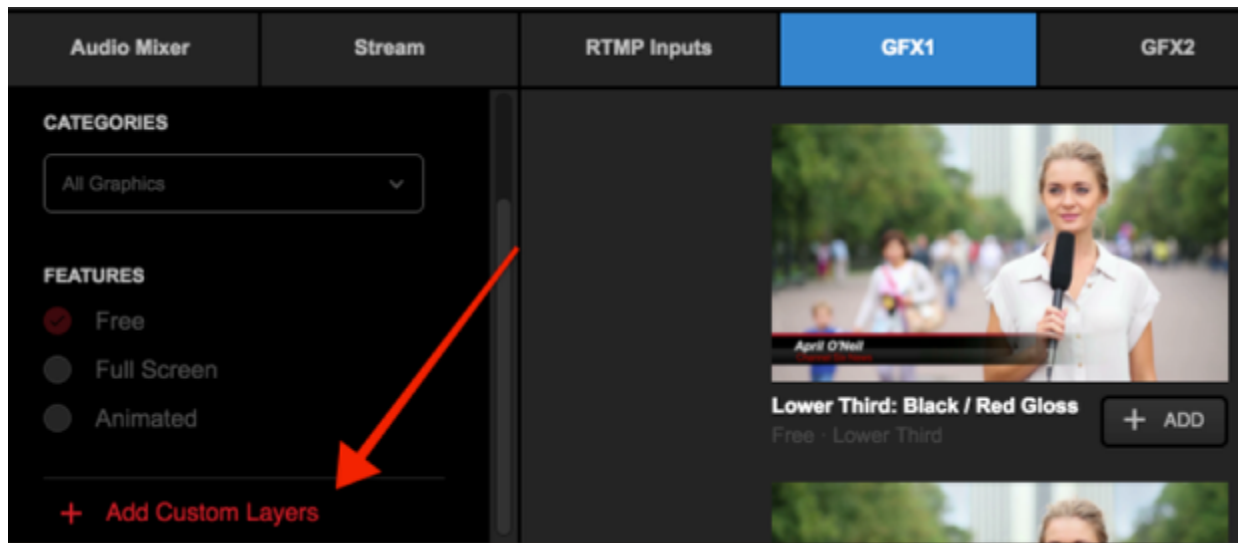 Audio Mixer
Stream
RTMP Inputs
GFX1
GFX2
CATEGORIES
All Graphics
FEATURES
Free
Full Screen
Animated
+ Add Custom Layers
April O'Neil
Lower Third: Black / Red Gloss
Free · Lower Third
+ ADD